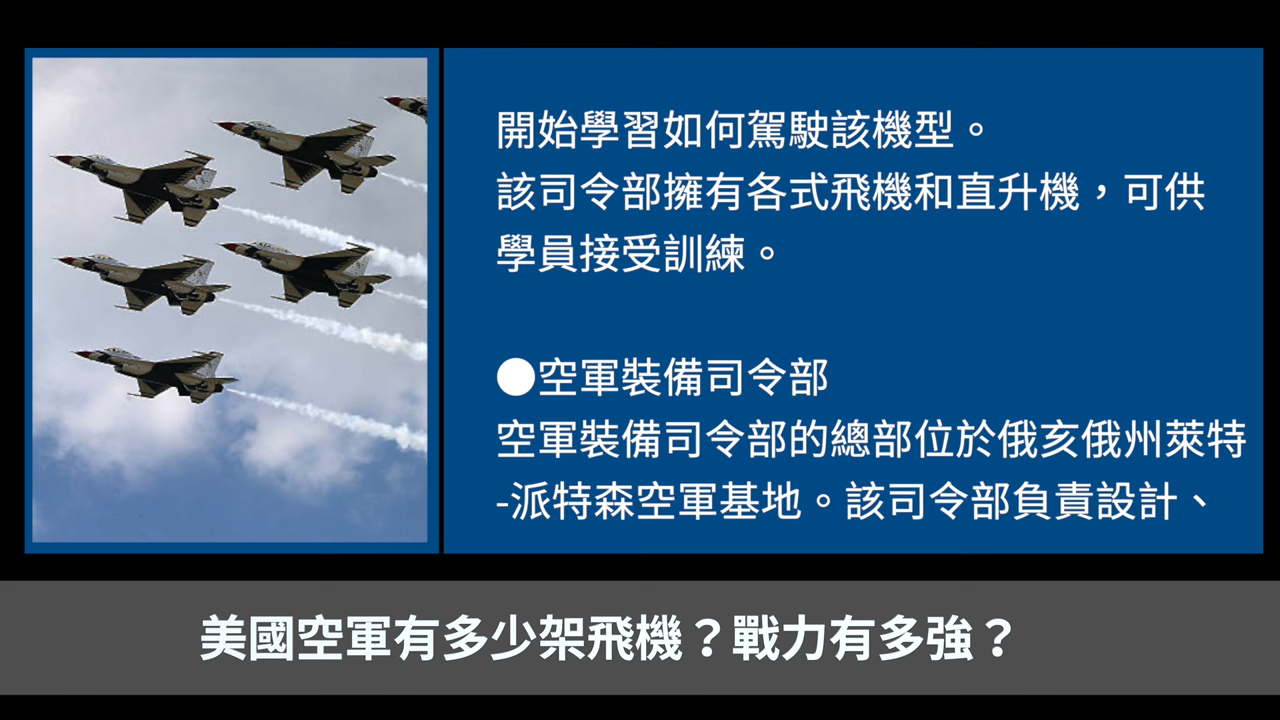 開始學習如何駕駛該機型。
該司令部擁有各式飛機和直升機，可供
學員接受訓練。
●空軍裝備司令部
空軍裝備司令部的總部位於俄亥俄州萊特
-派特森空軍基地。該司令部負責設計、
美國空軍有多少架飛機？戰力有多強？